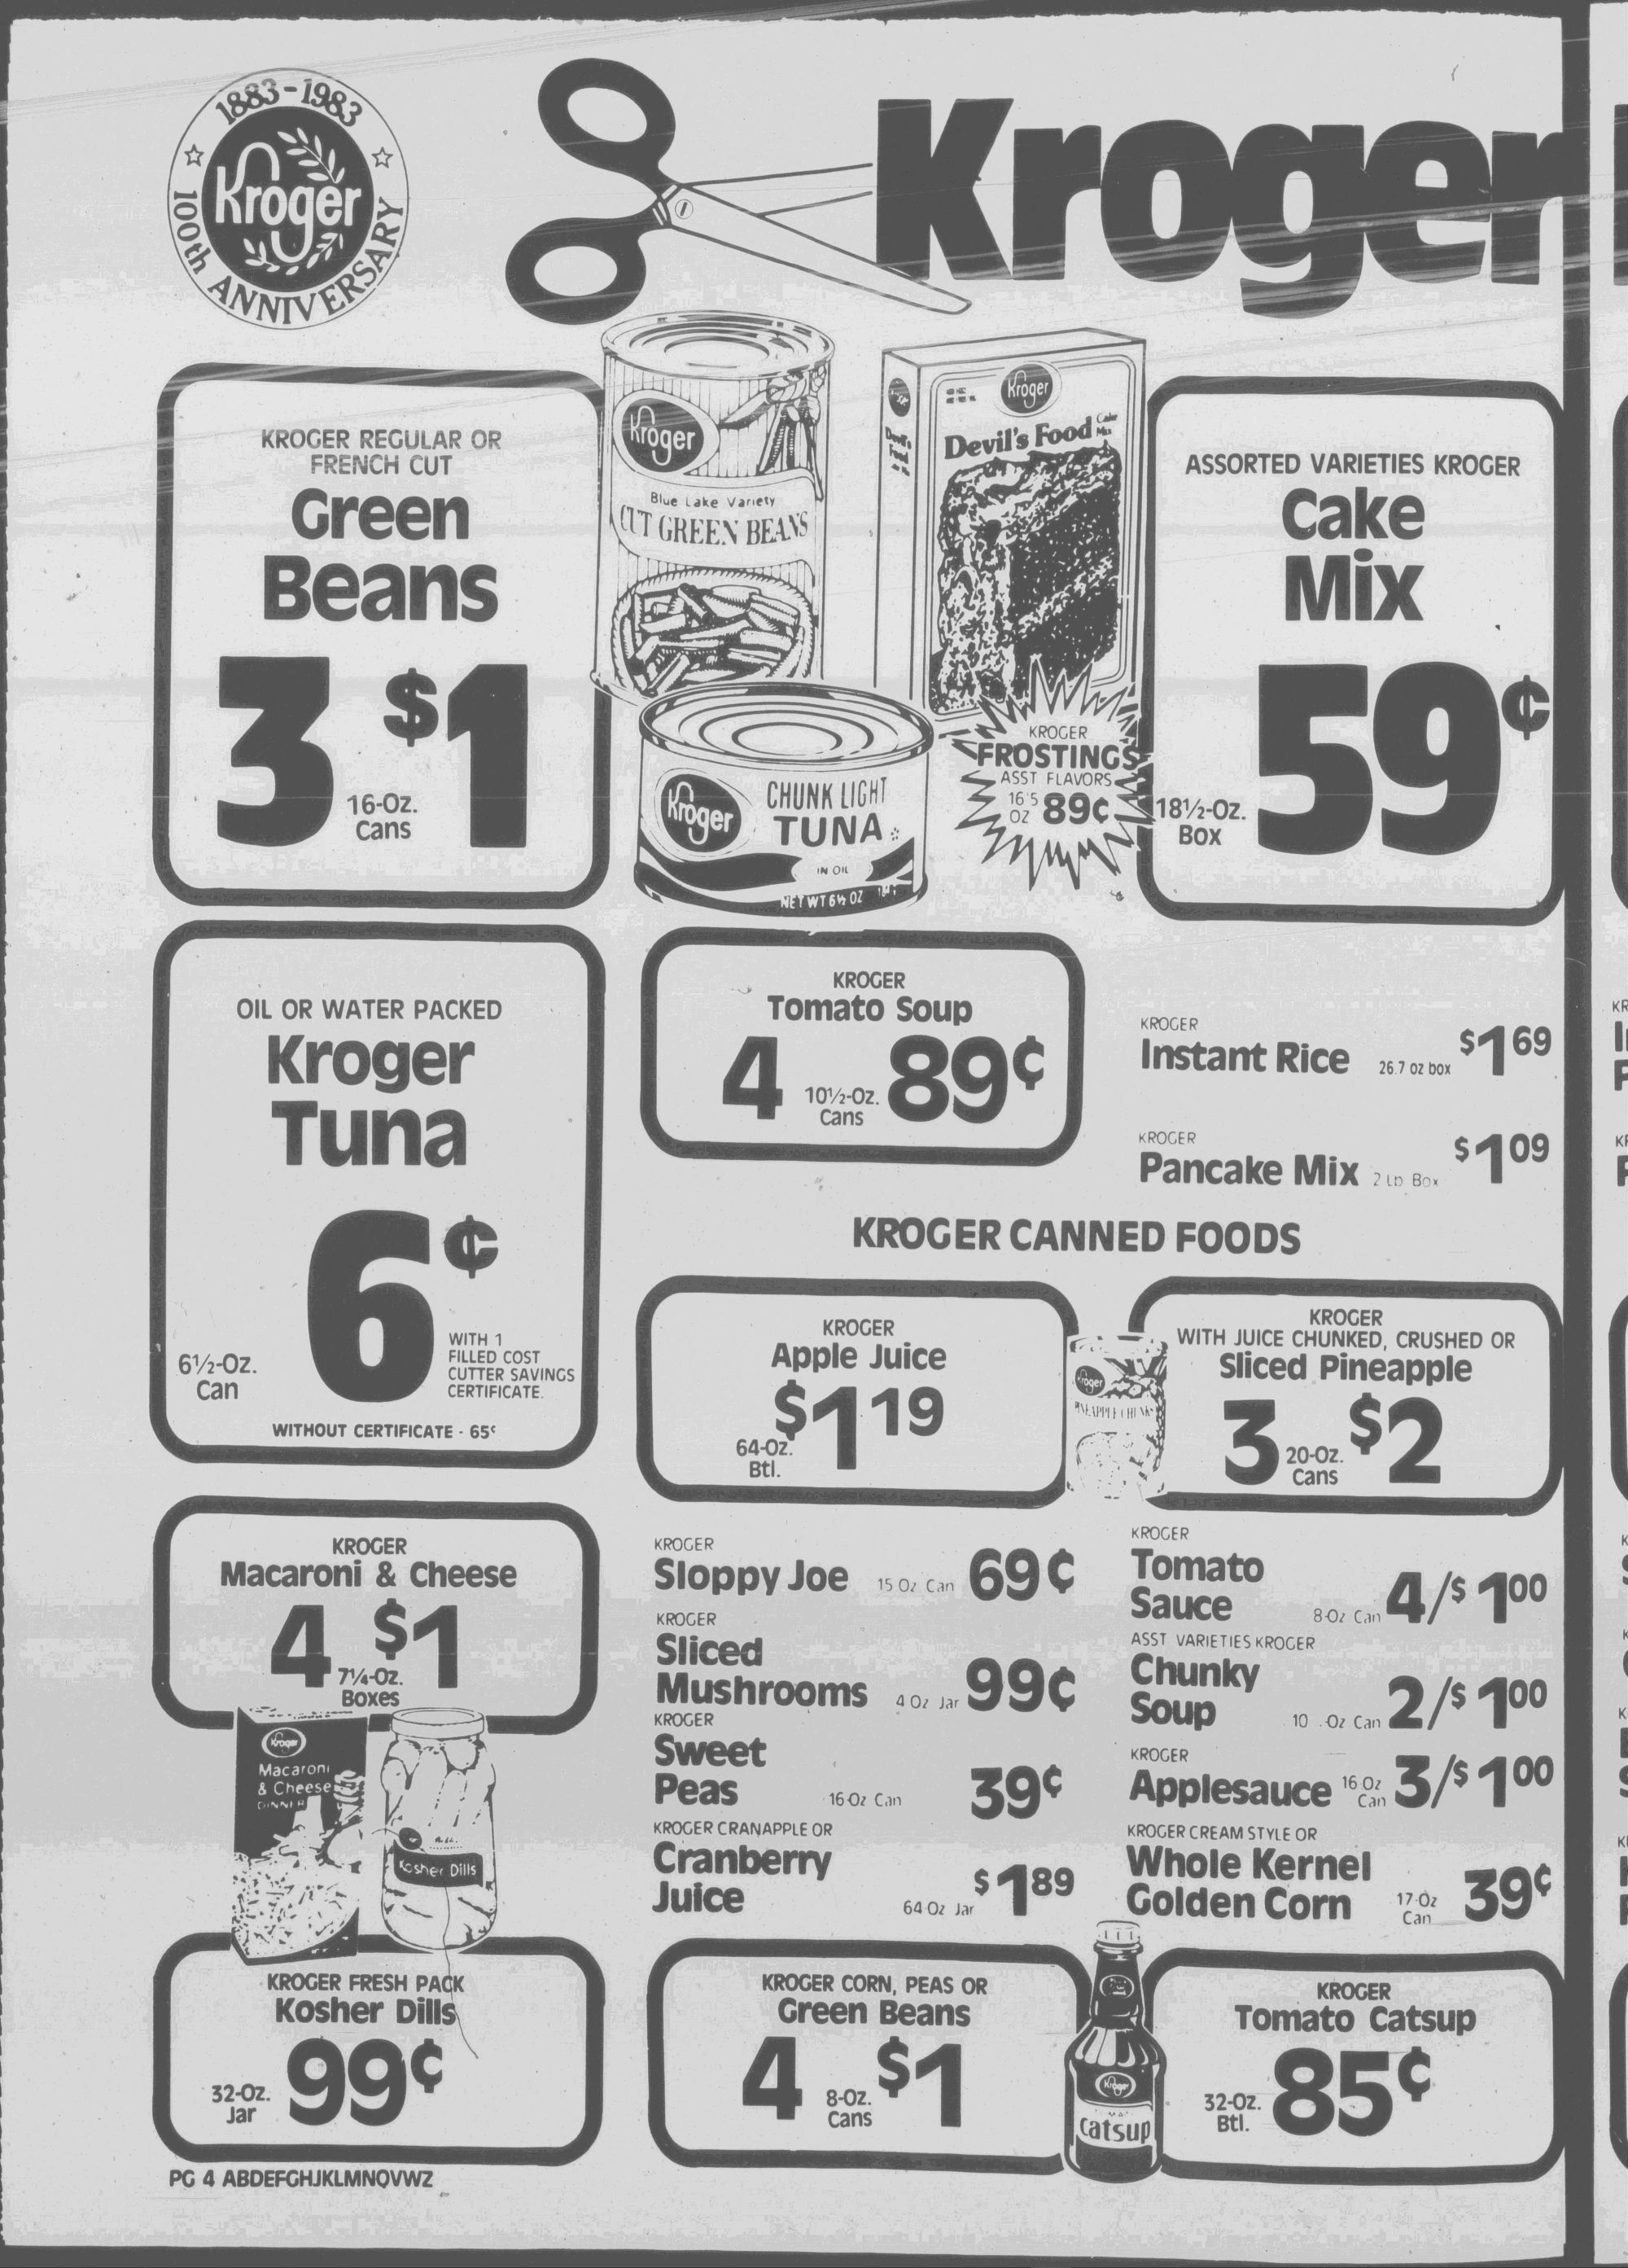 1883-1983
Kroger
100th ANNIVERSARY
Kroger
KROGER REGULAR OR
FRENCH CUT
Green
Beans
3 $1
16-Oz.
Cans
Kroger
Blue Lake Variety
CUT GREEN BEANS
Kroger
Devil's Food Cake
Mix
Kroger
CHUNK LIGHT
TUNA
IN OIL
NET WT 6½ OZ
KROGER
FROSTINGS
ASST FLAVORS
16.5
OZ 89¢
ASSORTED VARIETIES KROGER
Cake
Mix
59¢
18½-Oz.
Box
OIL OR WATER PACKED
Kroger
Tuna
6¢
6½-Oz.
Can
WITH 1
FILLED COST
CUTTER SAVINGS
CERTIFICATE.
WITHOUT CERTIFICATE - 65¢
KROGER
Tomato Soup
4 10½-Oz. 89¢
Cans
KROGER
Instant Rice 26.7 oz box $1 69
KROGER
Pancake Mix 2 Lb Box $1 09
KROGER CANNED FOODS
KROGER
Apple Juice
$1 19
64-Oz.
Btl.
Kroger
PINEAPPLE CHUNKS
KROGER
WITH JUICE CHUNKED, CRUSHED OR
Sliced Pineapple
3 20-Oz. $2
Cans
KROGER
Macaroni & Cheese
4 $1
7¼-Oz.
Boxes
Kroger
Macaroni
& Cheese
DINNER
Kosher Dills
KROGER
Sloppy Joe 15 Oz Can 69¢
KROGER
Sliced
Mushrooms 4 Oz Jar 99¢
KROGER
Sweet
Peas 16 Oz Can 39¢
KROGER CRANAPPLE OR
Cranberry
Juice 64 Oz Jar $1 89
KROGER
Tomato
Sauce 8-Oz Can 4/$1 00
ASST VARIETIES KROGER
Chunky
Soup 10 Oz Can 2/$1 00
KROGER
Applesauce 16 Oz Can 3/$1 00
KROGER CREAM STYLE OR
Whole Kernel
Golden Corn 17-Oz Can 39¢
KROGER FRESH PACK
Kosher Dills
99¢
32-Oz.
Jar
KROGER CORN, PEAS OR
Green Beans
4 8-Oz. $1
Cans
Kroger
catsup
KROGER
Tomato Catsup
85¢
32-Oz.
Btl.
PG 4 ABDEFGHJKLMNOVWZ